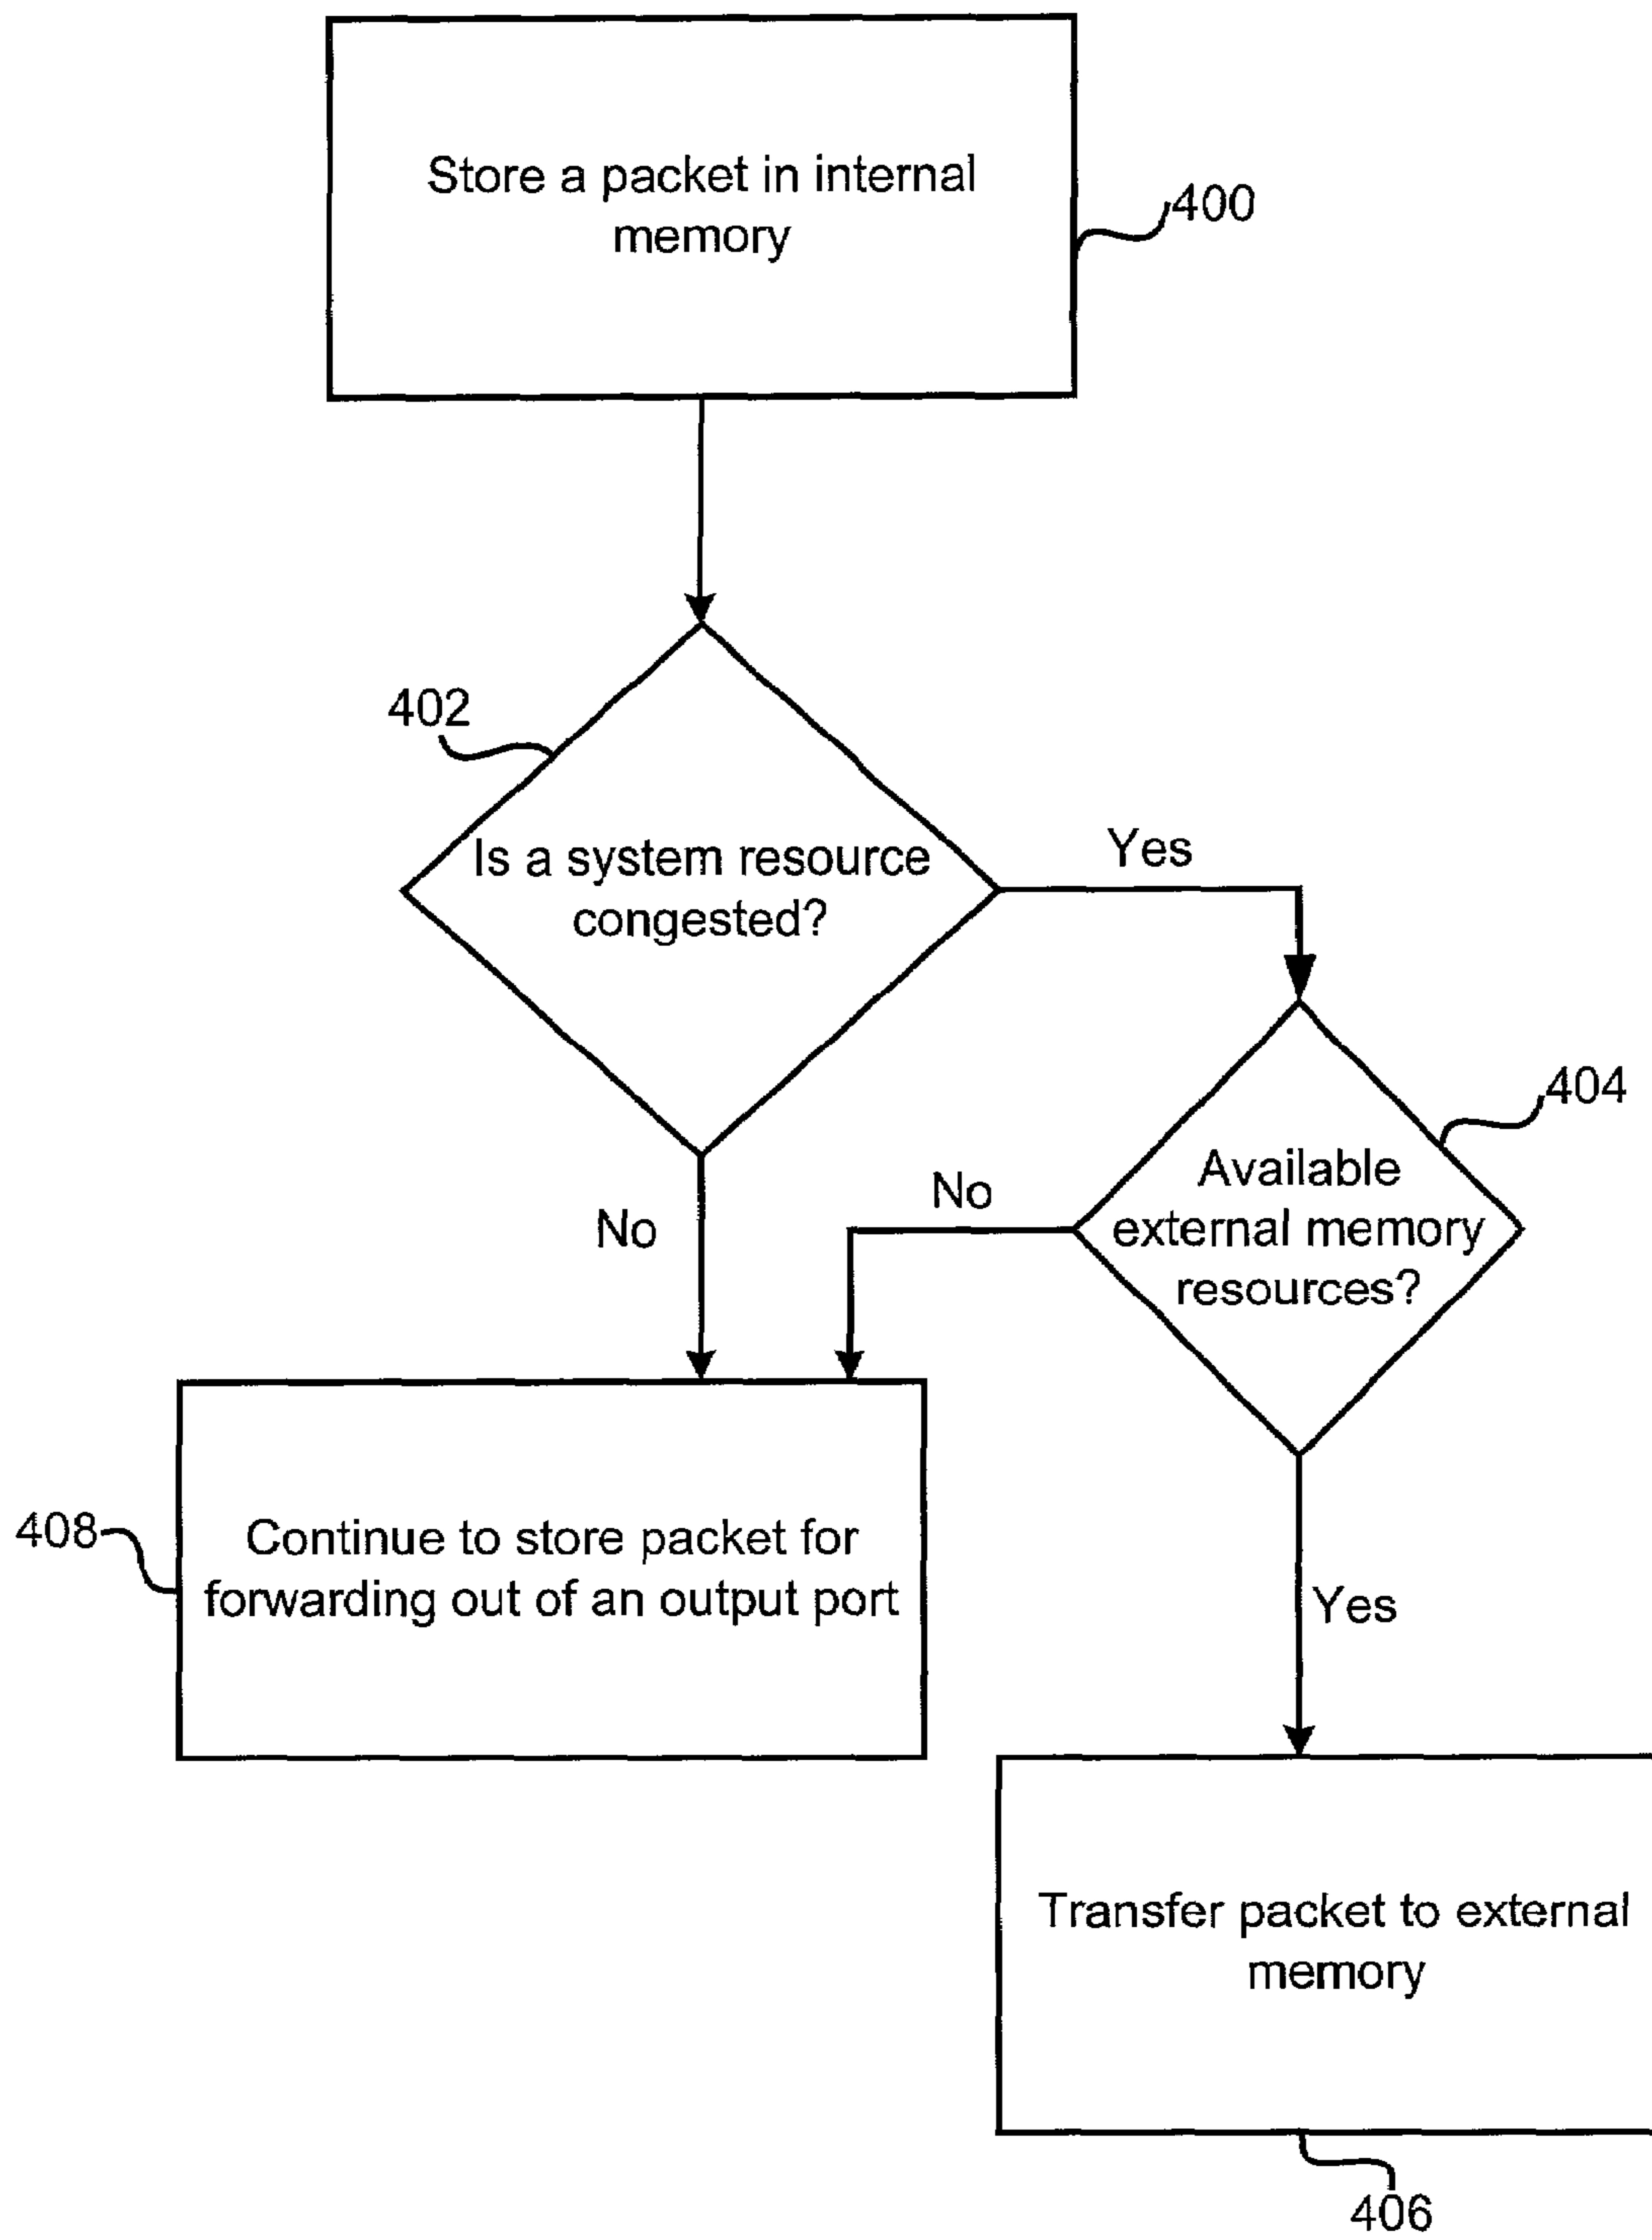 Store a packet in internal
memory
400
402
Is a system resource
congested?
Yes
404
Available
external memory
resources?
No
No
408
Continue to store packet for
forwarding out of an output port
Yes
Transfer packet to external
memory
406